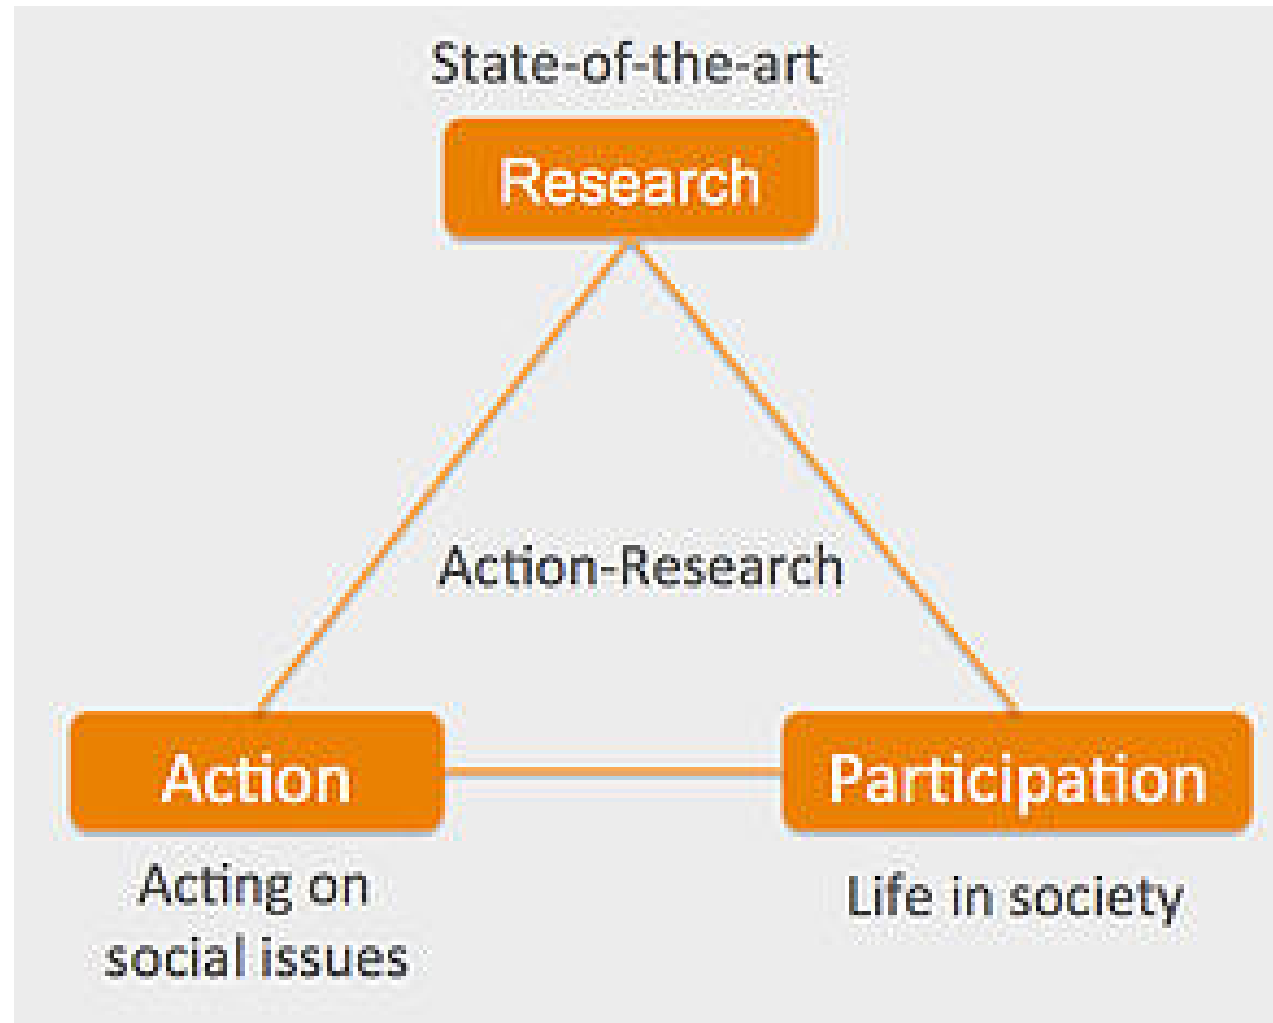 State-of-the-art
Research
Action-Research
Action
Participation
Acting on
social issues
Life in society